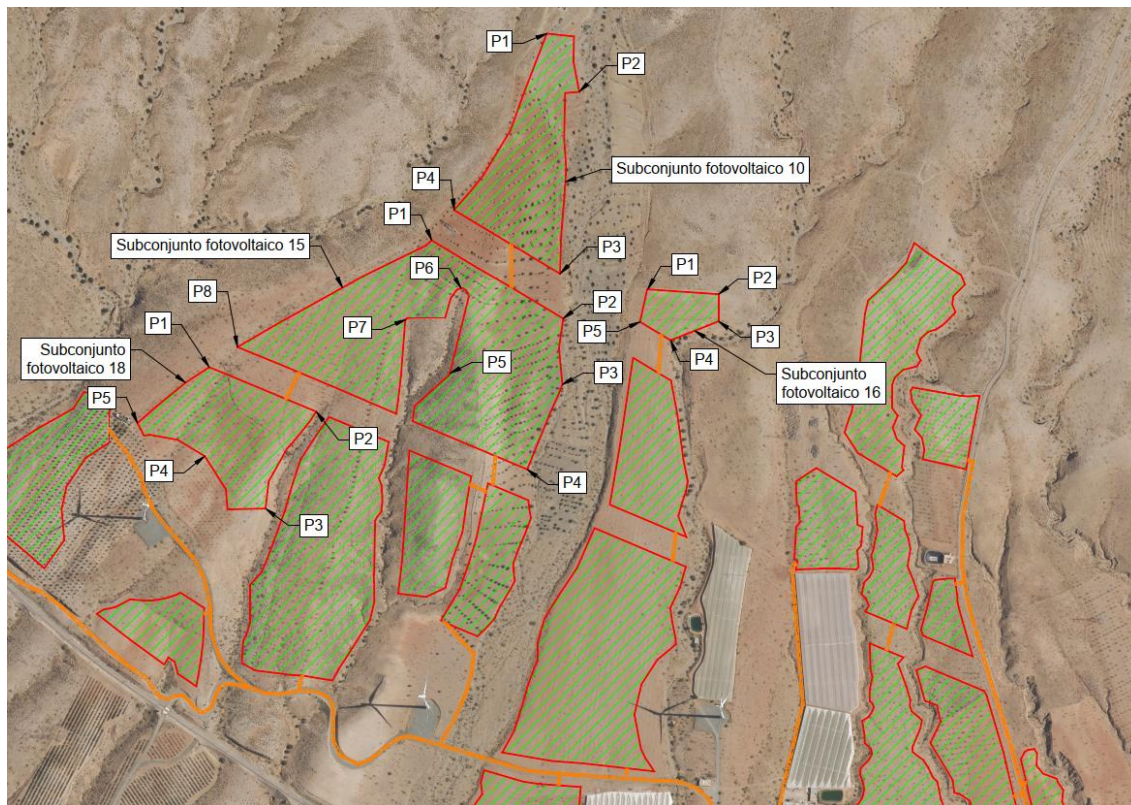 P1
P2
Subconjunto fotovoltaico 10
P4
P1
Subconjunto fotovoltaico 15
P3
P6
P1
P2
P8
P2
P7
P5
P3
P1
P4
Subconjunto
fotovoltaico 18
P5
Subconjunto
fotovoltaico 16
P3
P5
P2
P4
P4
P3